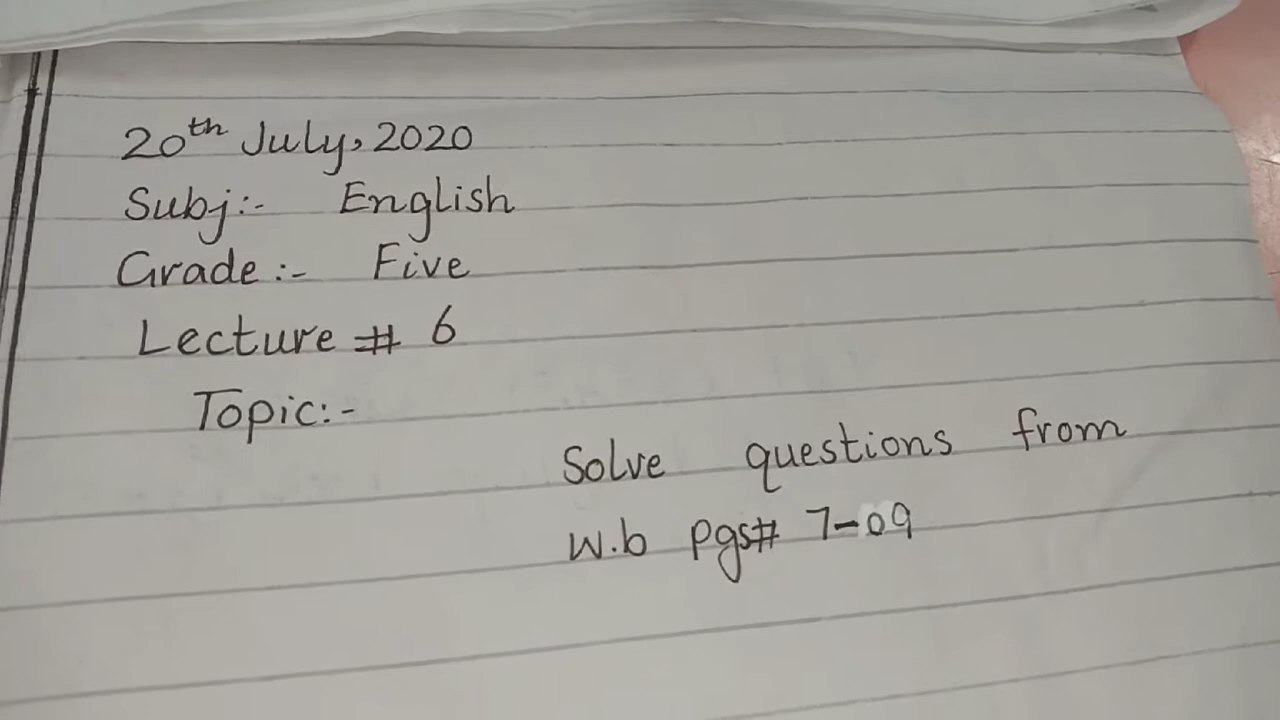 20th July, 2020
Subj:- English
Grade:- Five
Lecture # 6
Topic:-
Solve questions from
W.b pgs# 7-09